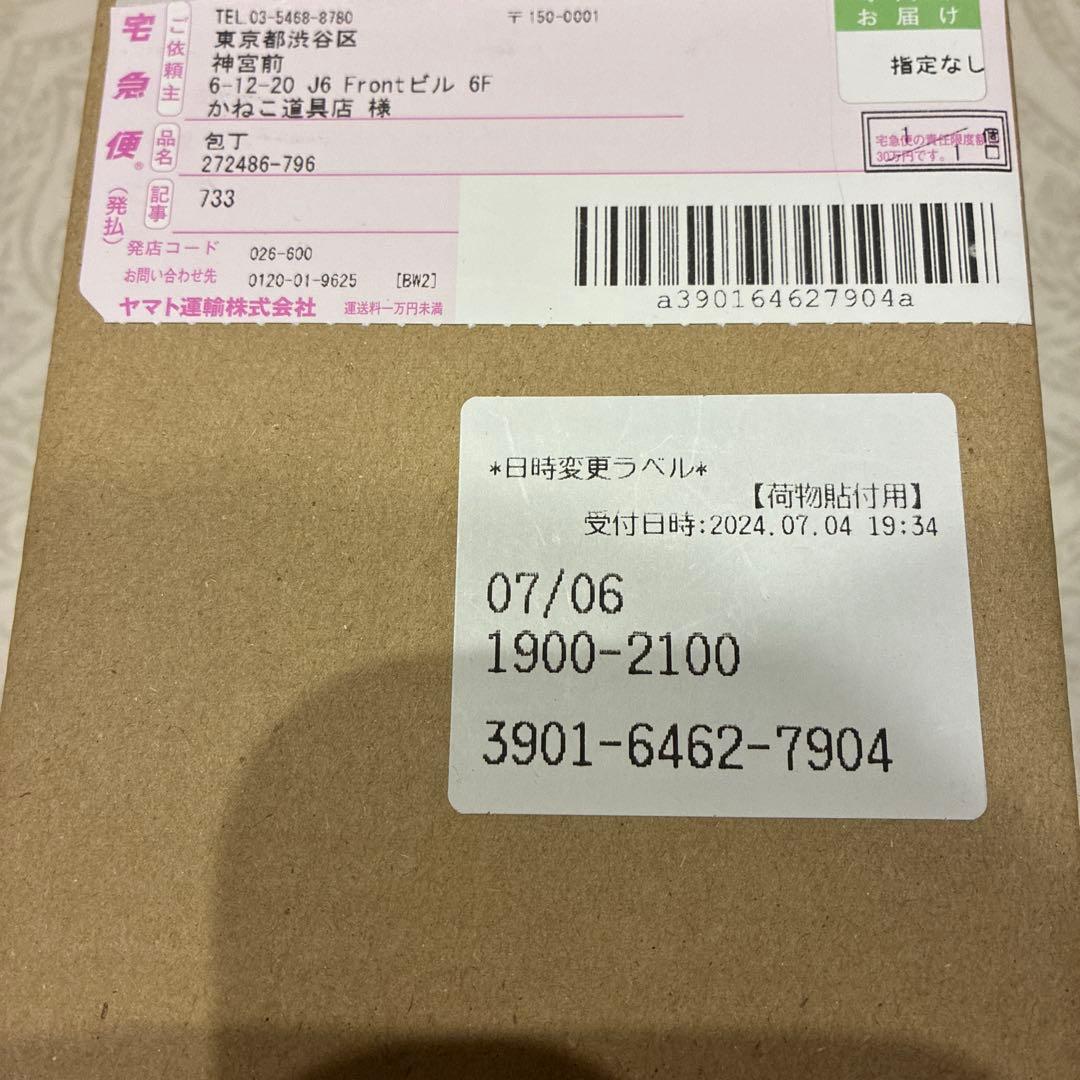 宅急便®
(発払)
ご依頼主
TEL 03-5468-8780
〒150-0001
東京都渋谷区
神宮前
6-12-20 J6 Frontビル 6F
かねこ道具店 様
お届け
指定なし
品名
包丁
272486-796
宅急便の責任限度額
30万円です。
1
1
個口
記事
733
発店コード
026-600
お問い合わせ先
0120-01-9625
[BW2]
ヤマト運輸株式会社
運送料一万円未満
a390164627904a
*日時変更ラベル*
【荷物貼付用】
受付日時:2024.07.04 19:34
07/06
1900-2100
3901-6462-7904